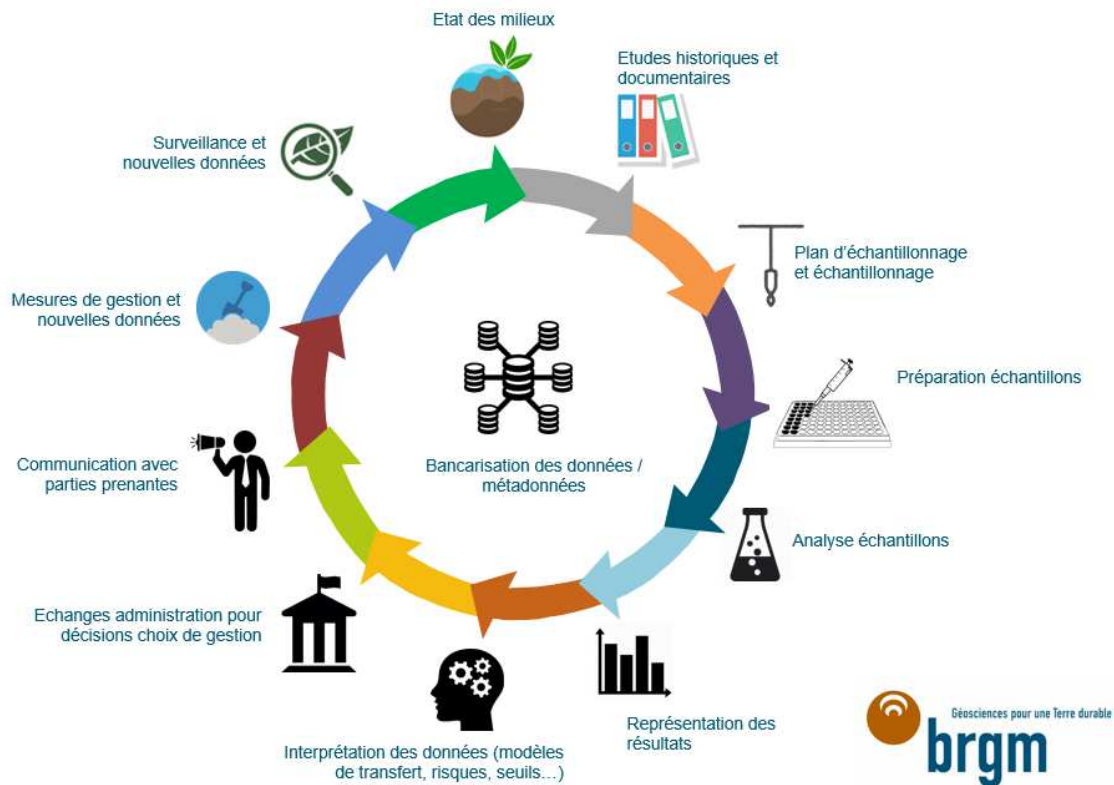 Etat des milieux
Etudes historiques et
documentaires
Plan d'échantillonnage
et échantillonnage
Préparation échantillons
Analyse échantillons
Représentation des
résultats
Interprétation des données (modèles
de transfert, risques, seuils…)
Echanges administration pour
décisions choix de gestion
Communication avec
parties prenantes
Mesures de gestion et
nouvelles données
Surveillance et
nouvelles données
Bancarisation des données /
métadonnées
Géosciences pour une Terre durable
brgm